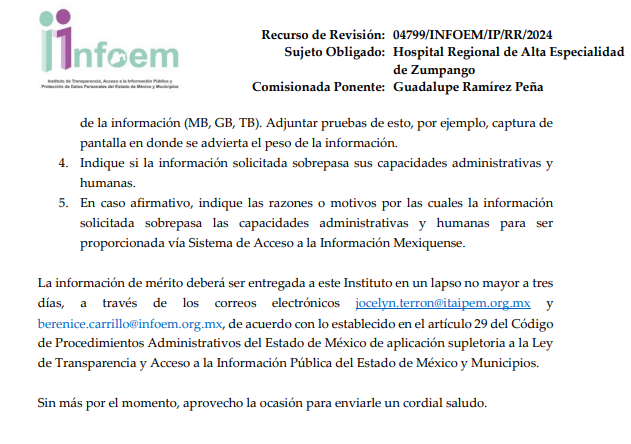 infoem
Instituto de Transparencia, Acceso a la Información Pública y
Protección de Datos Personales del Estado de México y Municipios
Recurso de Revisión: 04799/INFOEM/IP/RR/2024
Sujeto Obligado: Hospital Regional de Alta Especialidad
de Zumpango
Comisionada Ponente: Guadalupe Ramírez Peña
de la información (MB, GB, TB). Adjuntar pruebas de esto, por ejemplo, captura de
pantalla en donde se advierta el peso de la información.
4. Indique si la información solicitada sobrepasa sus capacidades administrativas y
humanas.
5. En caso afirmativo, indique las razones o motivos por las cuales la información
solicitada sobrepasa las capacidades administrativas y humanas para ser
proporcionada vía Sistema de Acceso a la Información Mexiquense.
La información de mérito deberá ser entregada a este Instituto en un lapso no mayor a tres
días, a través de los correos electrónicos jocelyn.terron@itaipem.org.mx y
berenice.carrillo@infoem.org.mx, de acuerdo con lo establecido en el artículo 29 del Código
de Procedimientos Administrativos del Estado de México de aplicación supletoria a la Ley
de Transparencia y Acceso a la Información Pública del Estado de México y Municipios.
Sin más por el momento, aprovecho la ocasión para enviarle un cordial saludo.